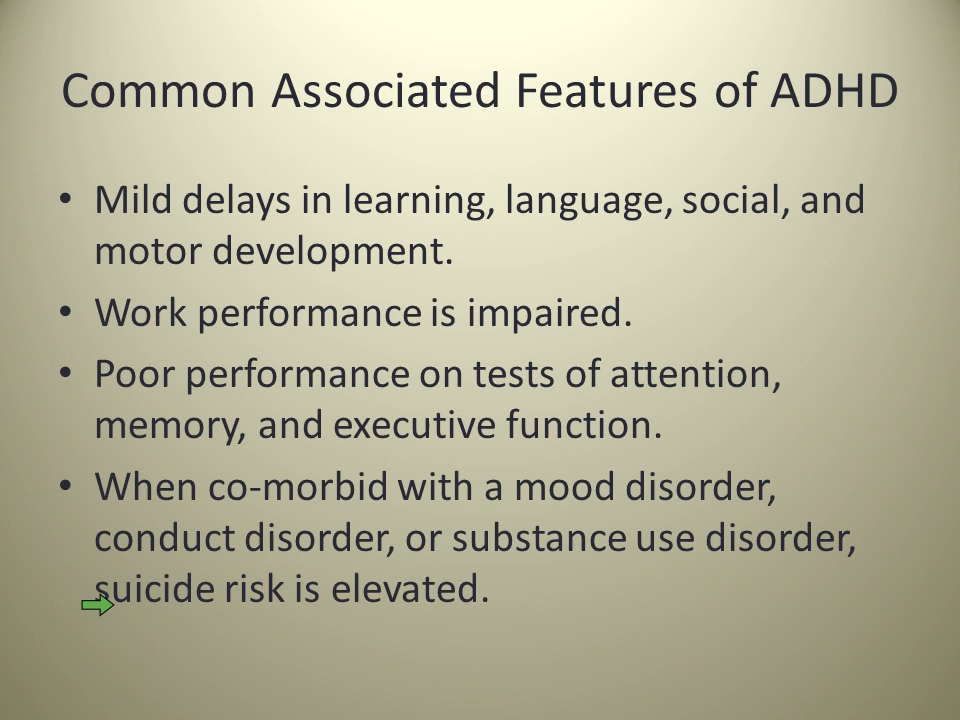 Common Associated Features of ADHD
• Mild delays in learning, language, social, and
motor development.
• Work performance is impaired.
• Poor performance on tests of attention,
memory, and executive function.
• When co-morbid with a mood disorder,
conduct disorder, or substance use disorder,
suicide risk is elevated.